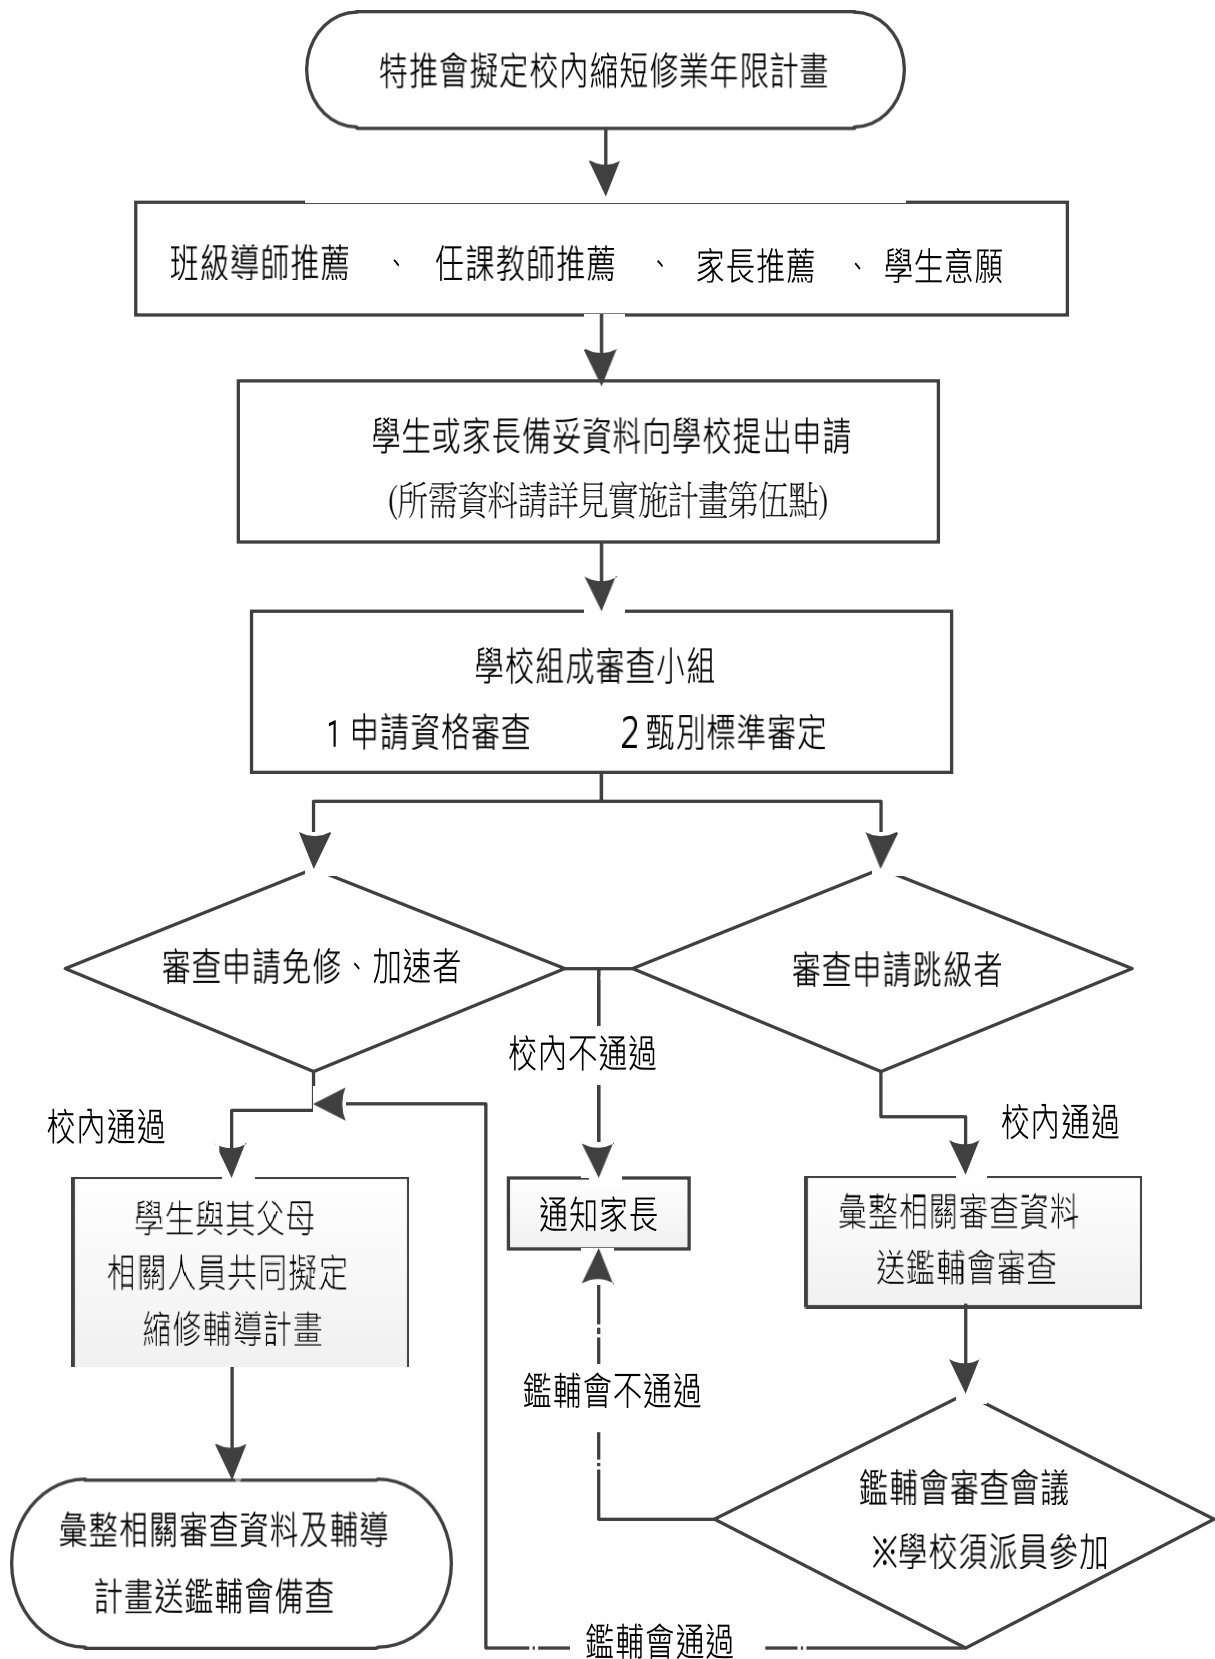 特推會擬定校內縮短修業年限計畫
班級導師推薦 、 任課教師推薦 、 家長推薦 、 學生意願
學生或家長備妥資料向學校提出申請
(所需資料請詳見實施計畫第伍點)
學校組成審查小組
1 申請資格審查 2 甄別標準審定
審查申請免修、加速者
審查申請跳級者
校內不通過
校內通過
校內通過
學生與其父母
相關人員共同擬定
縮修輔導計畫
通知家長
彙整相關審查資料
送鑑輔會審查
鑑輔會不通過
鑑輔會審查會議
※學校須派員參加
彙整相關審查資料及輔導
計畫送鑑輔會備查
鑑輔會通過